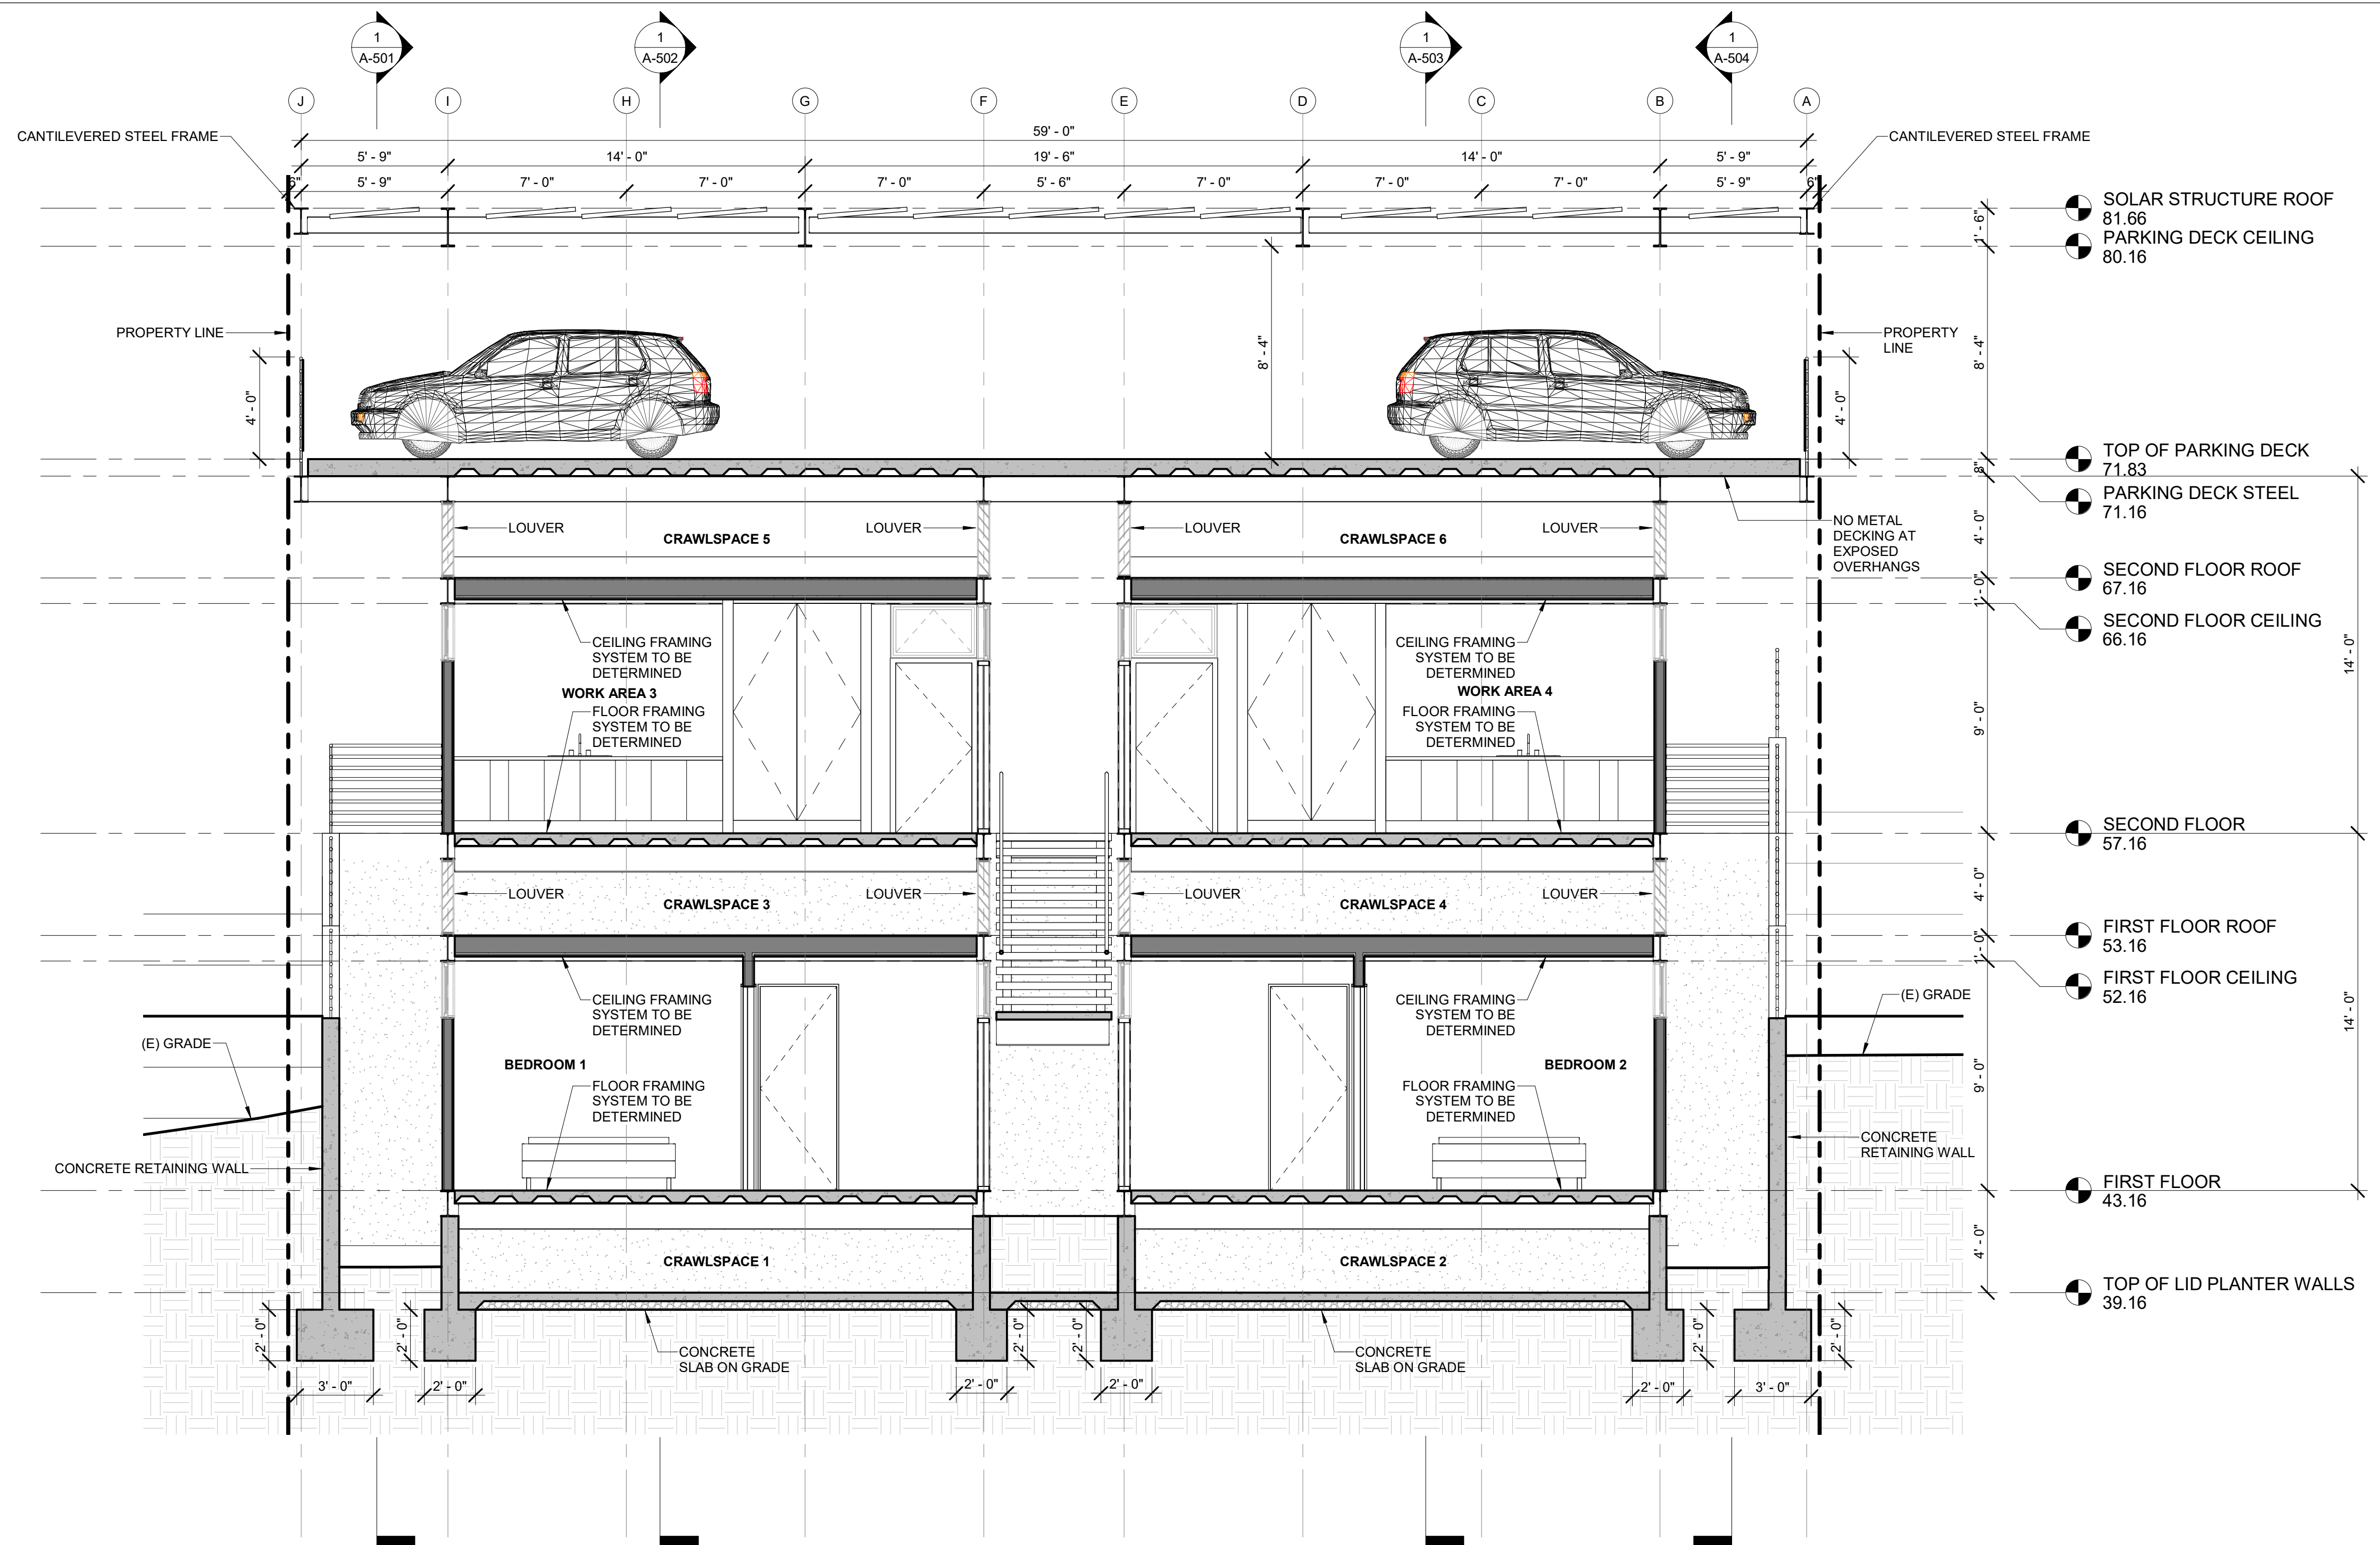 1 1 1 1
A-501 A-502 A-503 A-504
J I H G F E D C B A
CANTILEVERED STEEL FRAME
59' - 0"
CANTILEVERED STEEL FRAME
5' - 9" 14' - 0" 19' - 6" 14' - 0" 5' - 9"
6" 5' - 9" 7' - 0" 7' - 0" 7' - 0" 5' - 6" 7' - 0" 7' - 0" 7' - 0" 5' - 9" 6"
SOLAR STRUCTURE ROOF
81.66
1' - 6"
PARKING DECK CEILING
80.16
PROPERTY LINE
PROPERTY
LINE
8' - 4"
8' - 4"
4' - 0"
4' - 0"
TOP OF PARKING DECK
71.83
8"
PARKING DECK STEEL
71.16
NO METAL
DECKING AT
EXPOSED
OVERHANGS
LOUVER LOUVER LOUVER LOUVER
CRAWLSPACE 5 CRAWLSPACE 6
4' - 0"
SECOND FLOOR ROOF
67.16
1' - 0"
SECOND FLOOR CEILING
66.16
CEILING FRAMING
SYSTEM TO BE
DETERMINED
CEILING FRAMING
SYSTEM TO BE
DETERMINED
14' - 0"
WORK AREA 3 WORK AREA 4
FLOOR FRAMING
SYSTEM TO BE
DETERMINED
FLOOR FRAMING
SYSTEM TO BE
DETERMINED
9' - 0"
SECOND FLOOR
57.16
LOUVER LOUVER LOUVER LOUVER
CRAWLSPACE 3 CRAWLSPACE 4
4' - 0"
FIRST FLOOR ROOF
53.16
1' - 0"
FIRST FLOOR CEILING
52.16
CEILING FRAMING
SYSTEM TO BE
DETERMINED
CEILING FRAMING
SYSTEM TO BE
DETERMINED
(E) GRADE
(E) GRADE
14' - 0"
BEDROOM 1 BEDROOM 2
FLOOR FRAMING
SYSTEM TO BE
DETERMINED
FLOOR FRAMING
SYSTEM TO BE
DETERMINED
9' - 0"
CONCRETE RETAINING WALL
CONCRETE
RETAINING WALL
FIRST FLOOR
43.16
CRAWLSPACE 1 CRAWLSPACE 2
4' - 0"
TOP OF LID PLANTER WALLS
39.16
2' - 0" 2' - 0" 2' - 0" 2' - 0" 2' - 0" 2' - 0"
CONCRETE
SLAB ON GRADE
CONCRETE
SLAB ON GRADE
3' - 0" 2' - 0" 2' - 0" 2' - 0" 2' - 0" 3' - 0"